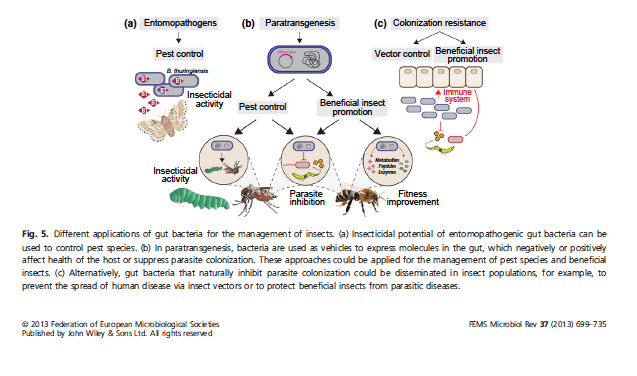 (a) Entomopathogens
Pest control
B. thuringiensis
Bt
Bt
Bt
Bt
Bt
Bt
Insecticidal
activity
(b) Paratransgenesis
Pest control
Beneficial insect
promotion
Insecticidal
activity
Parasite
inhibition
Metabolites
Peptides
Enzymes
Fitness
improvement
(c) Colonization resistance
Vector control
Beneficial insect
promotion
Immune
system
Fig. 5. Different applications of gut bacteria for the management of insects. (a) Insecticidal potential of entomopathogenic gut bacteria can be
used to control pest species. (b) In paratransgenesis, bacteria are used as vehicles to express molecules in the gut, which negatively or positively
affect health of the host or suppress parasite colonization. These approaches could be applied for the management of pest species and beneficial
insects. (c) Alternatively, gut bacteria that naturally inhibit parasite colonization could be disseminated in insect populations, for example, to
prevent the spread of human disease via insect vectors or to protect beneficial insects from parasitic diseases.
© 2013 Federation of European Microbiological Societies
Published by John Wiley & Sons Ltd. All rights reserved
FEMS Microbiol Rev 37 (2013) 699–735